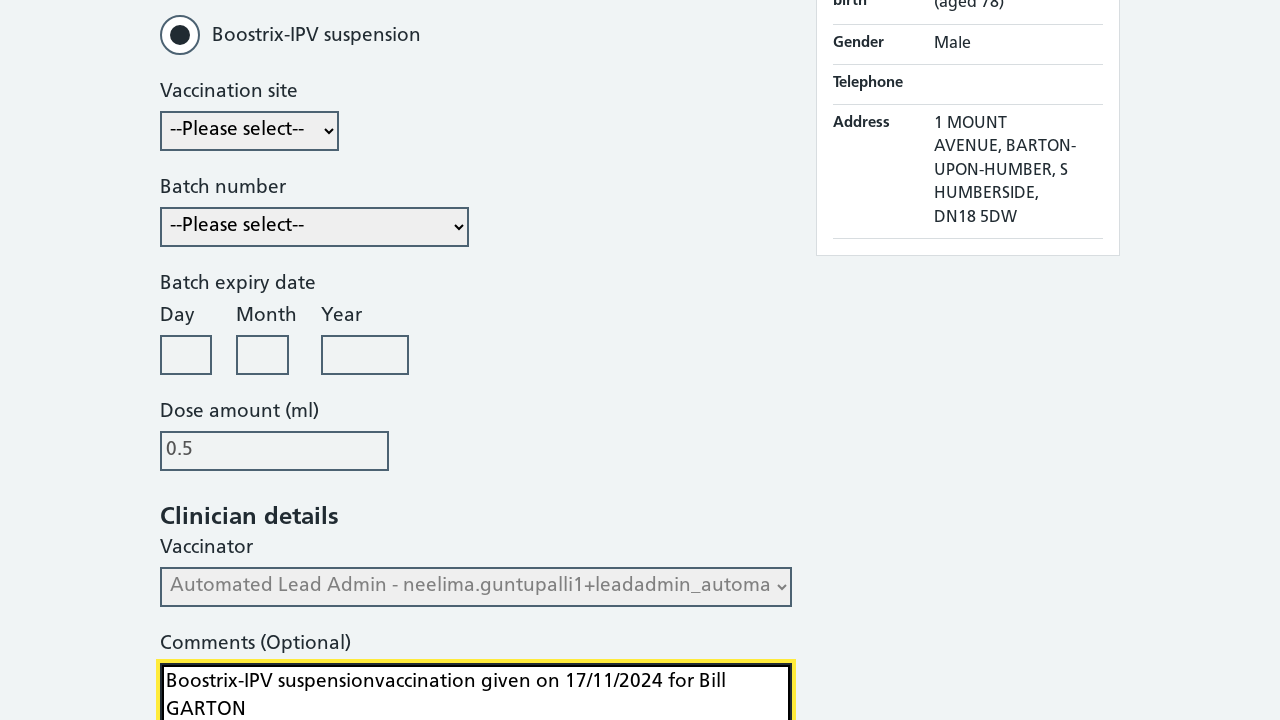 Boostrix-IPV suspension
Vaccination site
--Please select--
Batch number
--Please select--
Batch expiry date
Day Month Year
Dose amount (ml)
0.5
Clinician details
Vaccinator
Automated Lead Admin - neelima.guntupalli1+leadadmin_automa
Comments (Optional)
Boostrix-IPV suspensionvaccination given on 17/11/2024 for Bill
GARTON
birth (aged 78)
Gender Male
Telephone
Address 1 MOUNT
AVENUE, BARTON-
UPON-HUMBER, S
HUMBERSIDE,
DN18 5DW